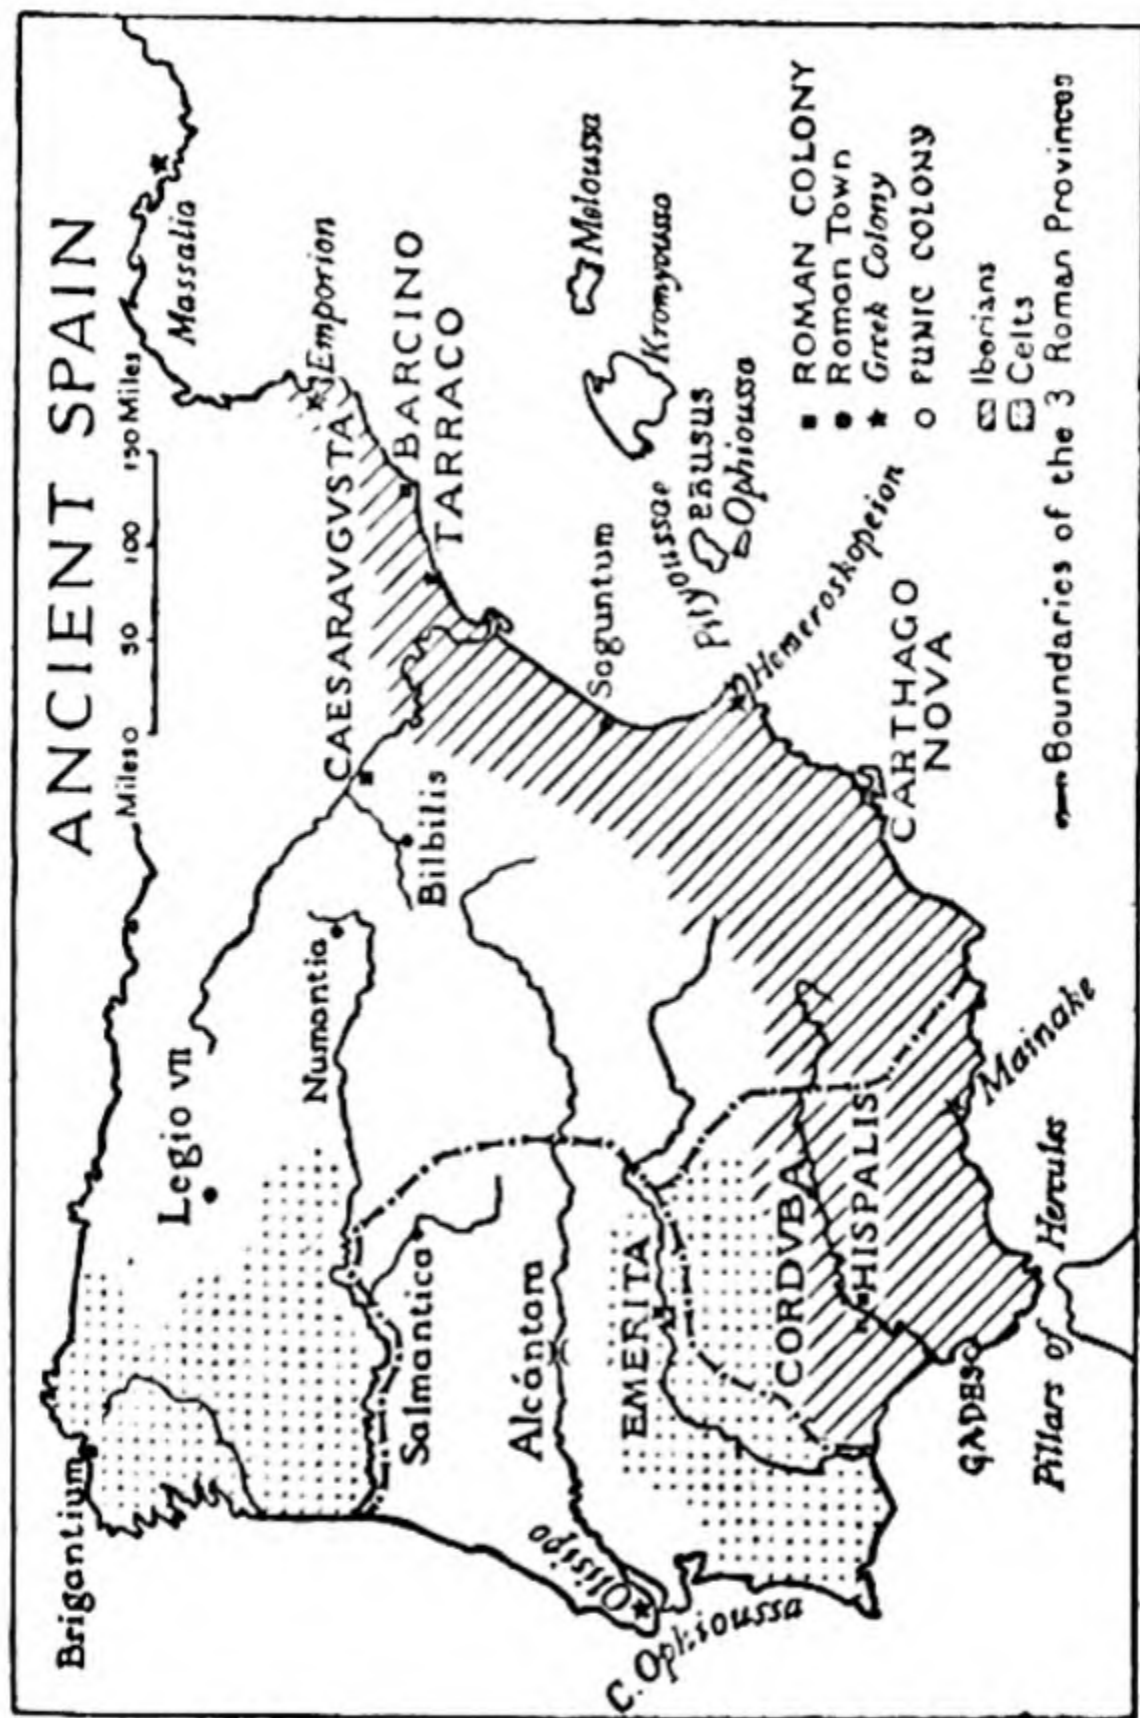 ANCIENT SPAIN
Miles 0 50 100 150 Miles
Brigantium
Legio VII
Massalia
Numantia
CAESARAVGVSTA
Emporion
Bilbilis
BARCINO
TARRACO
Salmantica
Alcántara
Olisipo
C. Ophioussa
EMERITA
CORDVBA
HISPALIS
GADES
Pillars of Hercules
Mainake
Saguntum
Pityoussae
EBUSUS
Ophioussa
Kromyoussa
Meloussa
Hemeroskopeion
CARTHAGO
NOVA
ROMAN COLONY
Roman Town
Greek Colony
PUNIC COLONY
Iberians
Celts
Boundaries of the 3 Roman Provinces